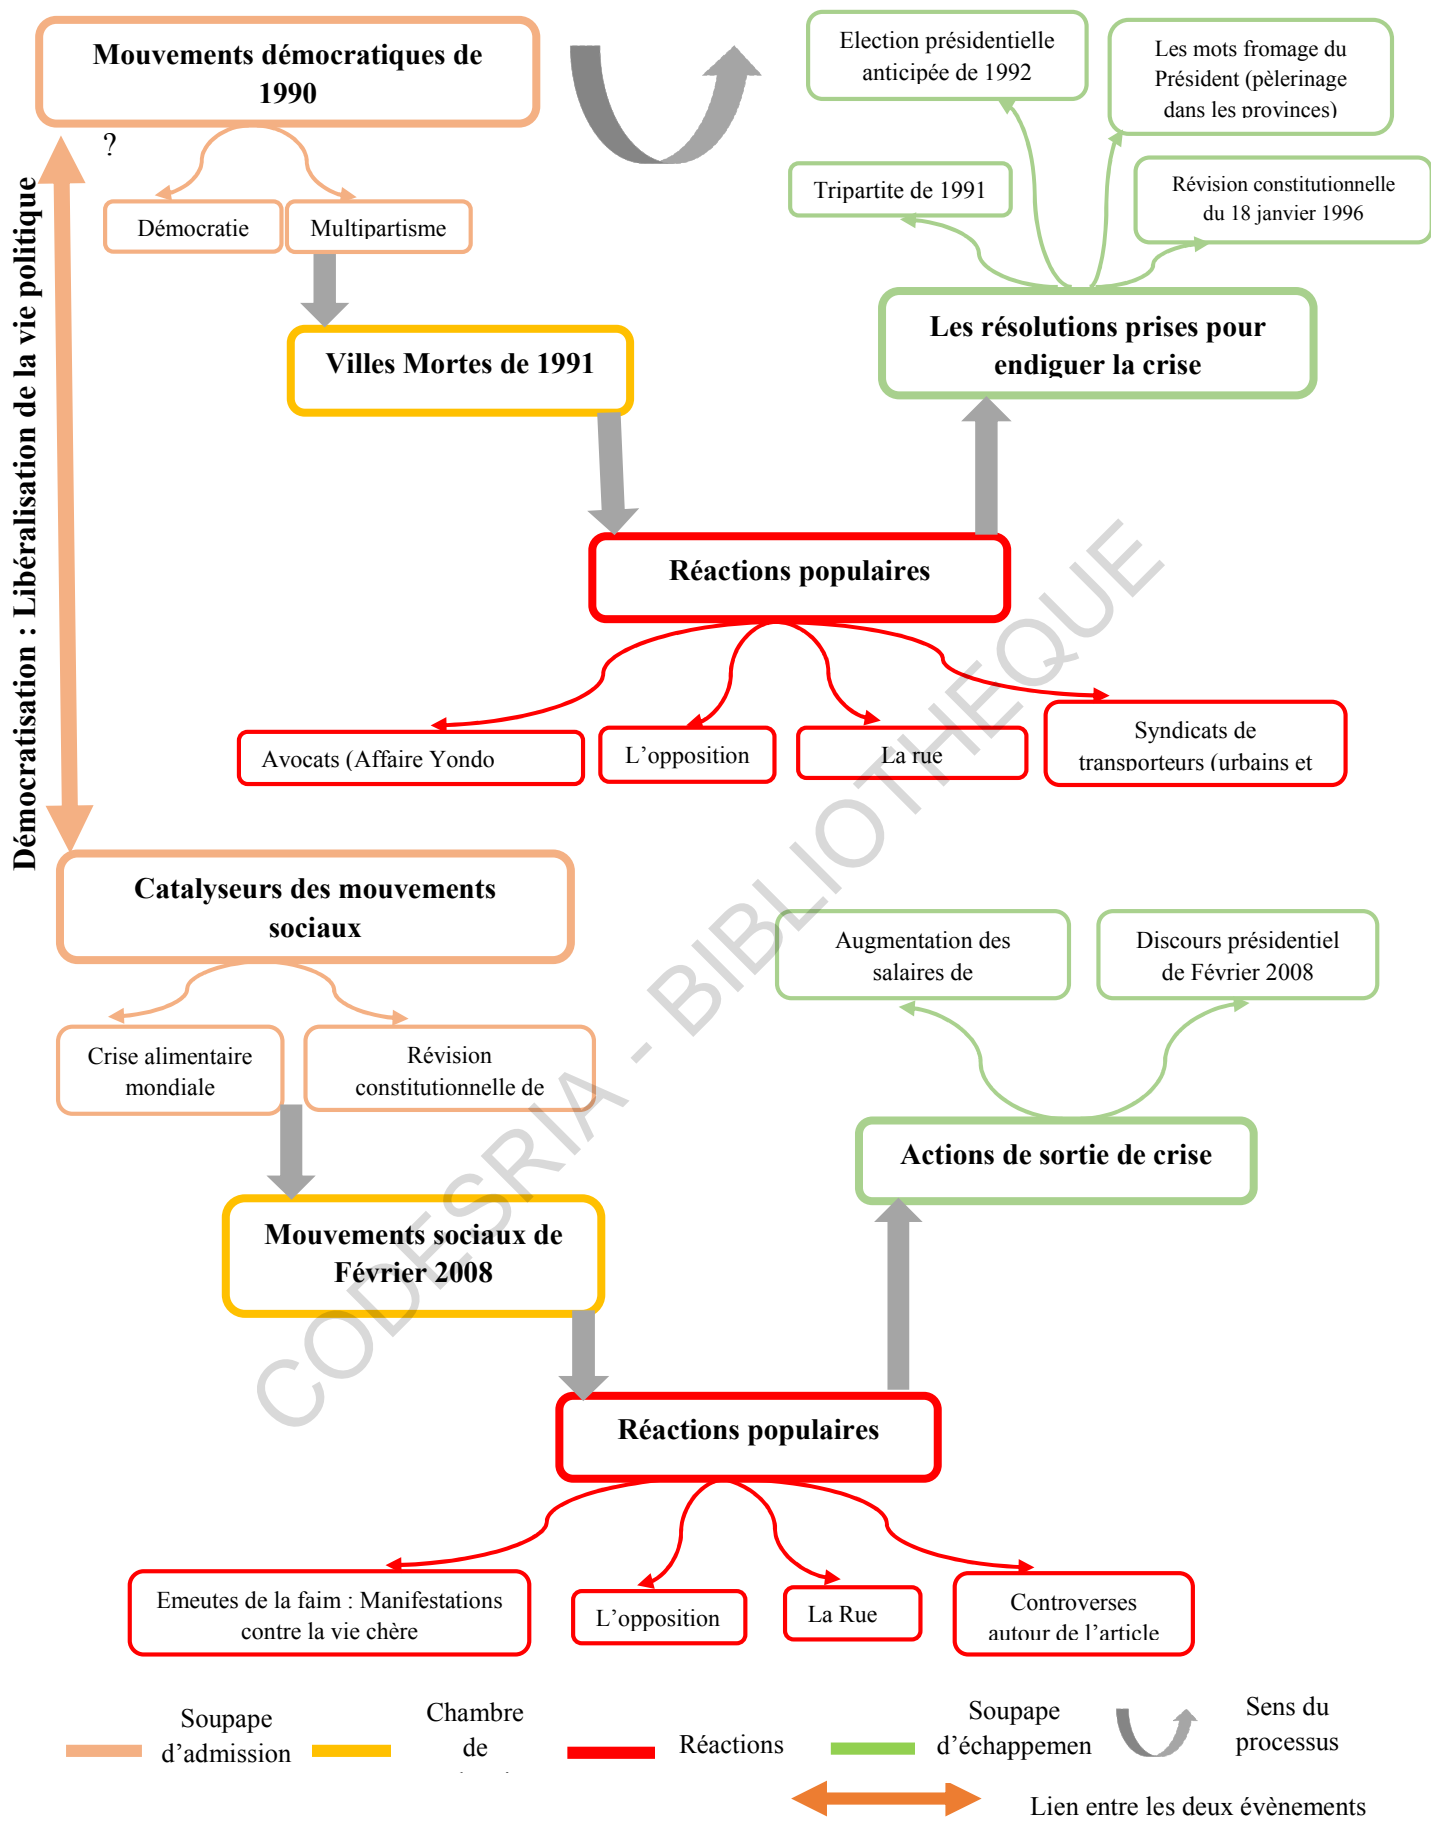 Mouvements démocratiques de
1990
?
Démocratie
Multipartisme
Election présidentielle
anticipée de 1992
Les mots fromage du
Président (pèlerinage
dans les provinces)
Tripartite de 1991
Révision constitutionnelle
du 18 janvier 1996
Les résolutions prises pour
endiguer la crise
Villes Mortes de 1991
Démocratisation : Libéralisation de la vie politique
Réactions populaires
Avocats (Affaire Yondo
L’opposition
La rue
Syndicats de
transporteurs (urbains et
Catalyseurs des mouvements
sociaux
Crise alimentaire
mondiale
Révision
constitutionnelle de
Augmentation des
salaires de
Discours présidentiel
de Février 2008
Actions de sortie de crise
Mouvements sociaux de
Février 2008
Réactions populaires
Emeutes de la faim : Manifestations
contre la vie chère
L’opposition
La Rue
Controverses
autour de l’article
Soupape
d’admission
Chambre
de
Réactions
Soupape
d’échappemen
Sens du
processus
Lien entre les deux évènements
CODESRIA - BIBLIOTHEQUE